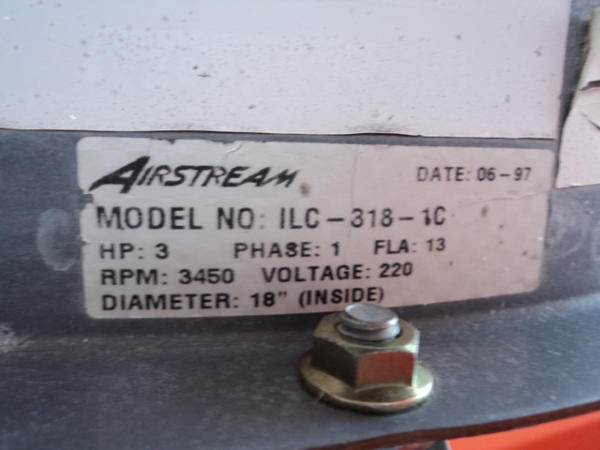 AIRSTREAM DATE: 06-97
MODEL NO: ILC-318-1C
HP: 3 PHASE: 1 FLA: 13
RPM: 3450 VOLTAGE: 220
DIAMETER: 18" (INSIDE)